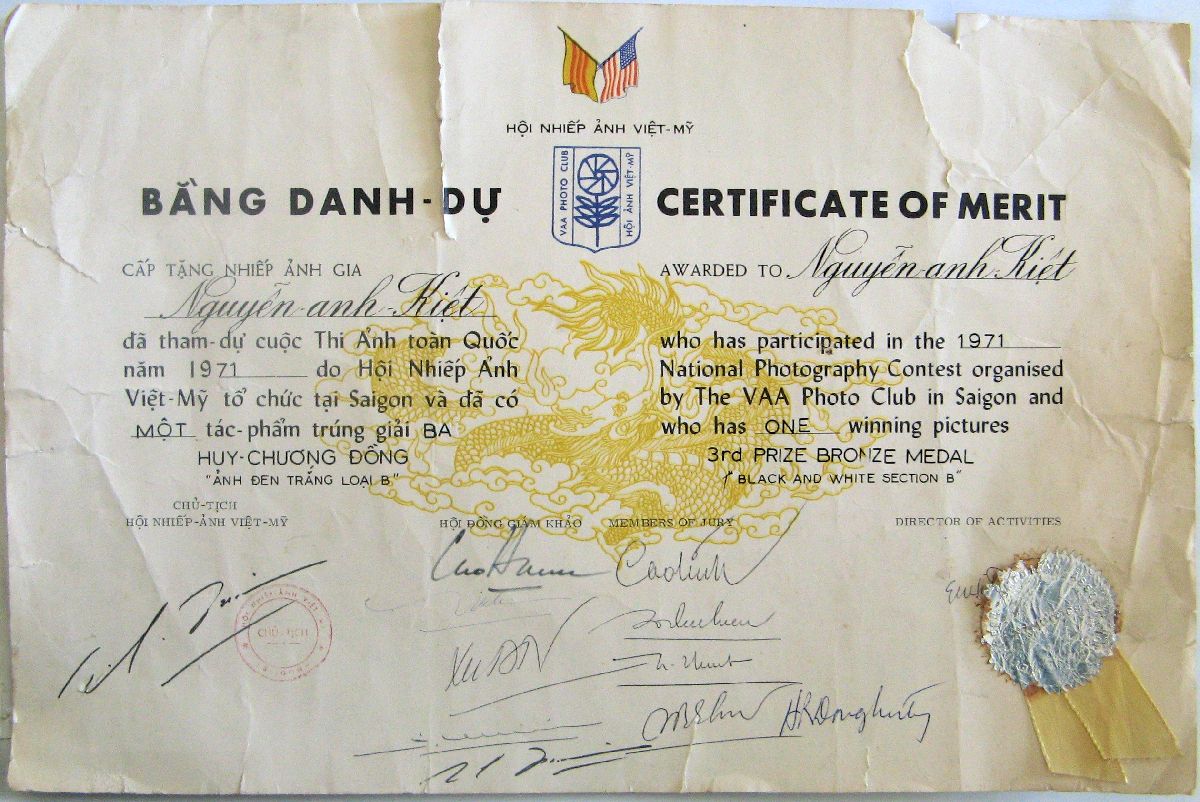 HỘI NHIẾP ẢNH VIỆT-MỸ
VAA PHOTO CLUB
HỘI ẢNH VIỆT-MỸ
BẰNG DANH-DỰ
CẤP TẶNG NHIẾP ẢNH GIA
Nguyễn-anh-Kiệt
đã tham-dự cuộc Thi Ảnh toàn Quốc
năm 1971 do Hội Nhiếp Ảnh
Việt-Mỹ tổ chức tại Saigon và đã có
MỘT tác-phẩm trúng giải BA
HUY-CHƯƠNG ĐỒNG
"ẢNH ĐEN TRẮNG LOẠI B"
CHỦ-TỊCH
HỘI NHIẾP-ẢNH VIỆT-MỸ
CERTIFICATE OF MERIT
AWARDED TO Nguyễn-anh Kiệt
who has participated in the 1971
National Photography Contest organised
by The VAA Photo Club in Saigon and
who has ONE winning pictures
3rd PRIZE BRONZE MEDAL
"BLACK AND WHITE SECTION B"
HỘI ĐỒNG GIÁM KHẢO MEMBERS OF JURY
DIRECTOR OF ACTIVITIES
HỘI NHIẾP ẢNH VIỆT
CHỦ-TỊCH